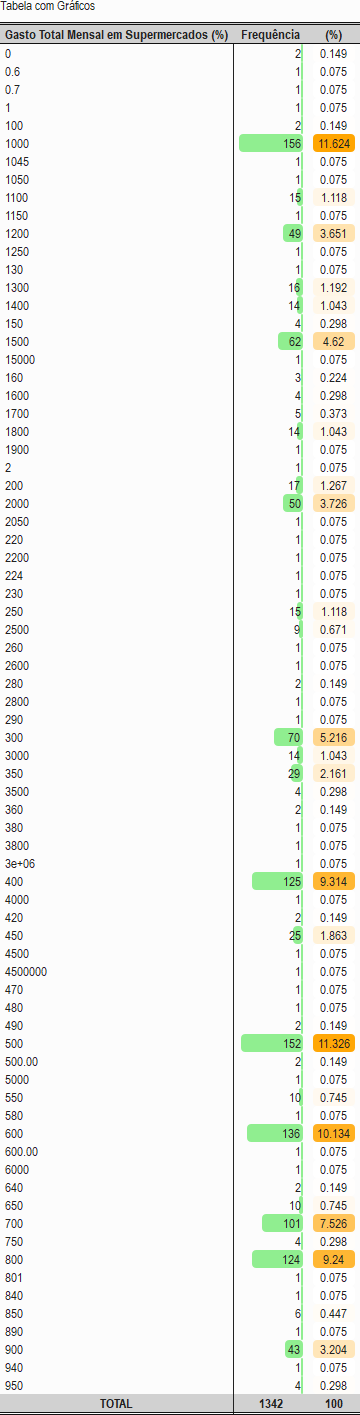 Tabela com Gráficos
Gasto Total Mensal em Supermercados (%) Frequência (%)
0 2 0.149
0.6 1 0.075
0.7 1 0.075
1 1 0.075
100 2 0.149
1000 156 11.624
1045 1 0.075
1050 1 0.075
1100 15 1.118
1150 1 0.075
1200 49 3.651
1250 1 0.075
130 1 0.075
1300 16 1.192
1400 14 1.043
150 4 0.298
1500 62 4.62
15000 1 0.075
160 3 0.224
1600 4 0.298
1700 5 0.373
1800 14 1.043
1900 1 0.075
2 1 0.075
200 17 1.267
2000 50 3.726
2050 1 0.075
220 1 0.075
2200 1 0.075
224 1 0.075
230 1 0.075
250 15 1.118
2500 9 0.671
260 1 0.075
2600 1 0.075
280 2 0.149
2800 1 0.075
290 1 0.075
300 70 5.216
3000 14 1.043
350 29 2.161
3500 4 0.298
360 2 0.149
380 1 0.075
3800 1 0.075
3e+06 1 0.075
400 125 9.314
4000 1 0.075
420 2 0.149
450 25 1.863
4500 1 0.075
4500000 1 0.075
470 1 0.075
480 1 0.075
490 2 0.149
500 152 11.326
500.00 2 0.149
5000 1 0.075
550 10 0.745
580 1 0.075
600 136 10.134
600.00 1 0.075
6000 1 0.075
640 2 0.149
650 10 0.745
700 101 7.526
750 4 0.298
800 124 9.24
801 1 0.075
840 1 0.075
850 6 0.447
890 1 0.075
900 43 3.204
940 1 0.075
950 4 0.298
TOTAL 1342 100